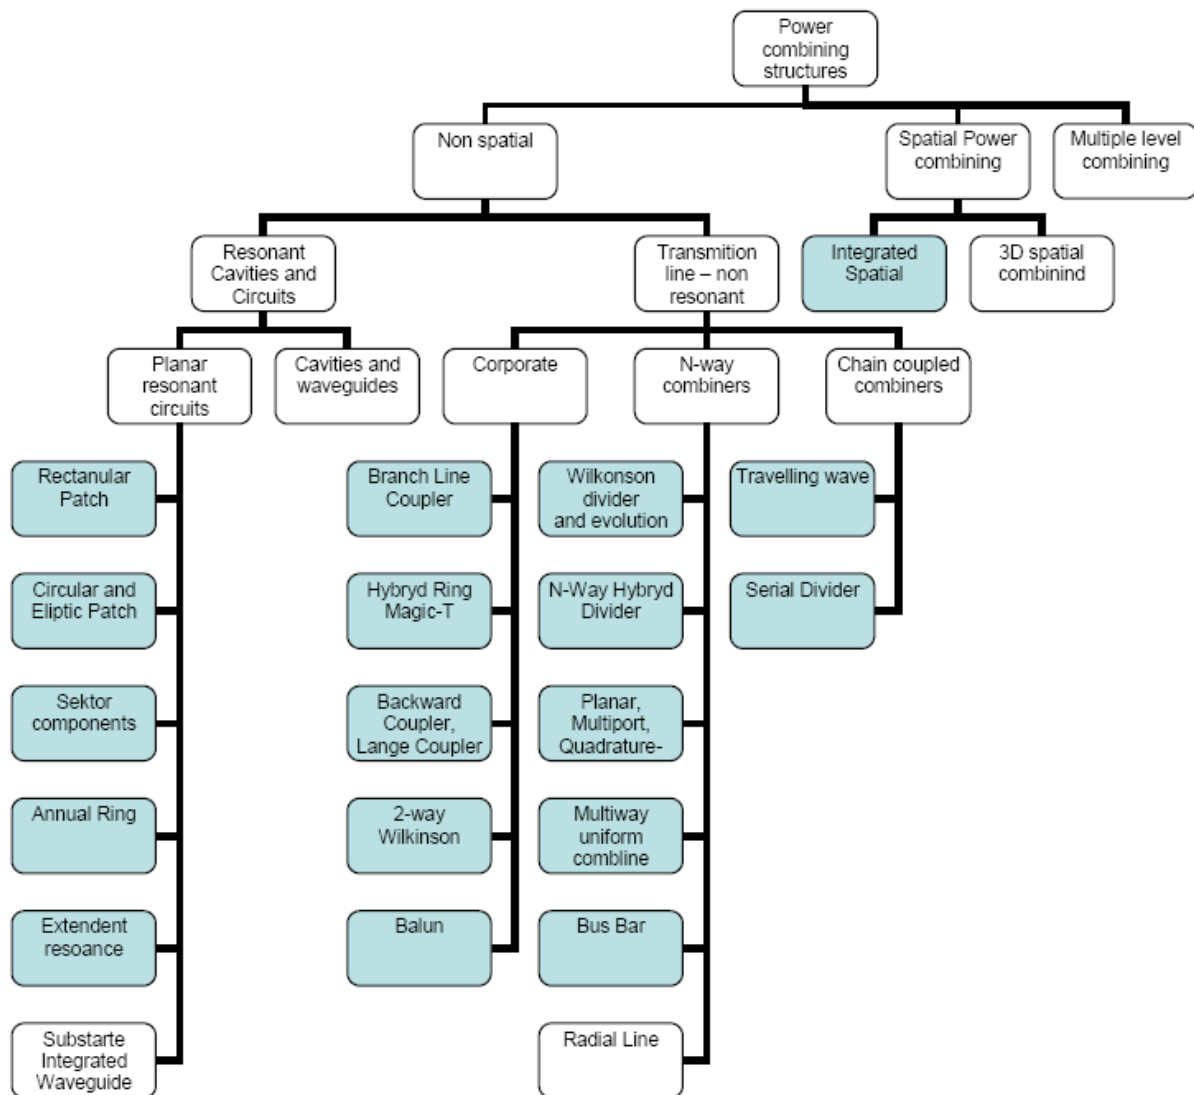 Power
combining
structures
Non spatial
Spatial Power
combining
Multiple level
combining
Resonant
Cavities and
Circuits
Transmition
line – non
resonant
Integrated
Spatial
3D spatial
combinind
Planar
resonant
circuits
Cavities and
waveguides
Corporate
N-way
combiners
Chain coupled
combiners
Rectanular
Patch
Branch Line
Coupler
Wilkonson
divider
and evolution
Travelling wave
Circular and
Eliptic Patch
Hybryd Ring
Magic-T
N-Way Hybryd
Divider
Serial Divider
Sektor
components
Backward
Coupler,
Lange Coupler
Planar,
Multiport,
Quadrature-
Annual Ring
2-way
Wilkinson
Multiway
uniform
combline
Extendent
resoance
Balun
Bus Bar
Substarte
Integrated
Waveguide
Radial Line